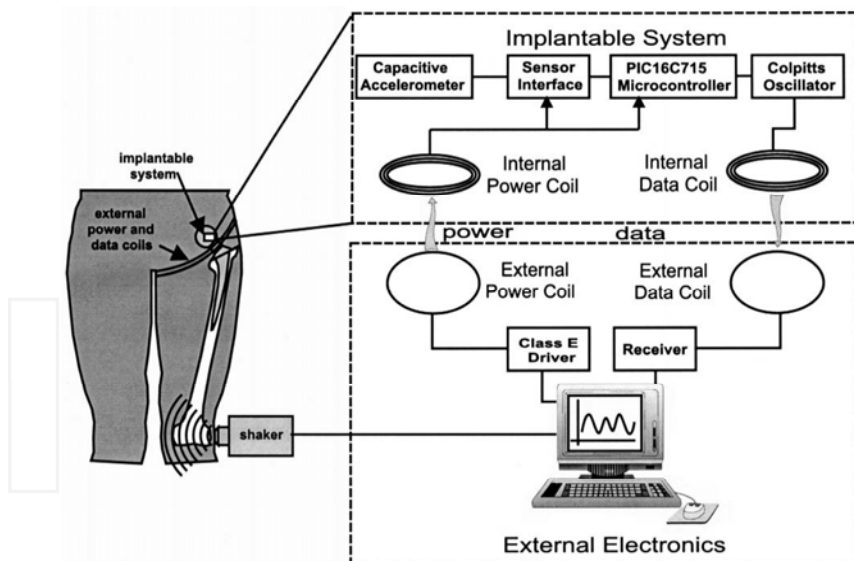 Implantable System
Capacitive
Accelerometer
Sensor
Interface
PIC16C715
Microcontroller
Colpitts
Oscillator
Internal
Power Coil
Internal
Data Coil
implantable
system
external
power and
data coils
power
data
External
Power Coil
External
Data Coil
Class E
Driver
Receiver
shaker
External Electronics